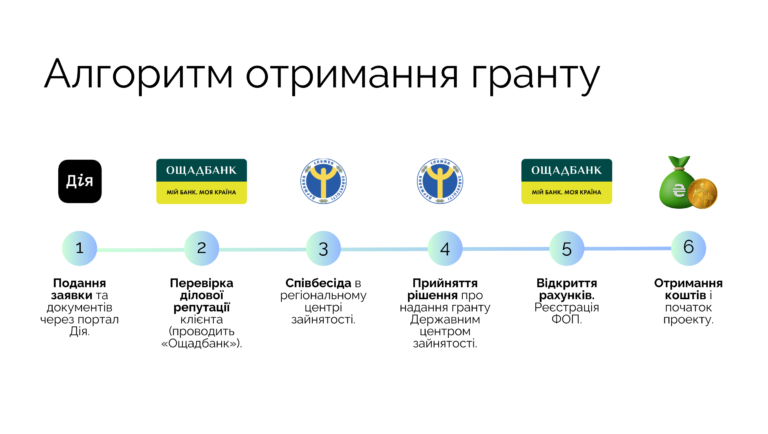 Алгоритм отримання гранту
Дія
ОЩАДБАНК
МІЙ БАНК. МОЯ КРАЇНА
ОЩАДБАНК
МІЙ БАНК. МОЯ КРАЇНА
₴
1
2
3
4
5
6
Подання
заявки та
документів
через портал
Дія.
Перевірка
ділової
репутації
клієнта
(проводить
«Ощадбанк»).
Співбесіда в
регіональному
центрі
зайнятості.
Прийняття
рішення про
надання гранту
Державним
центром
зайнятості.
Відкриття
рахунків.
Реєстрація
ФОП.
Отримання
коштів і
початок
проекту.